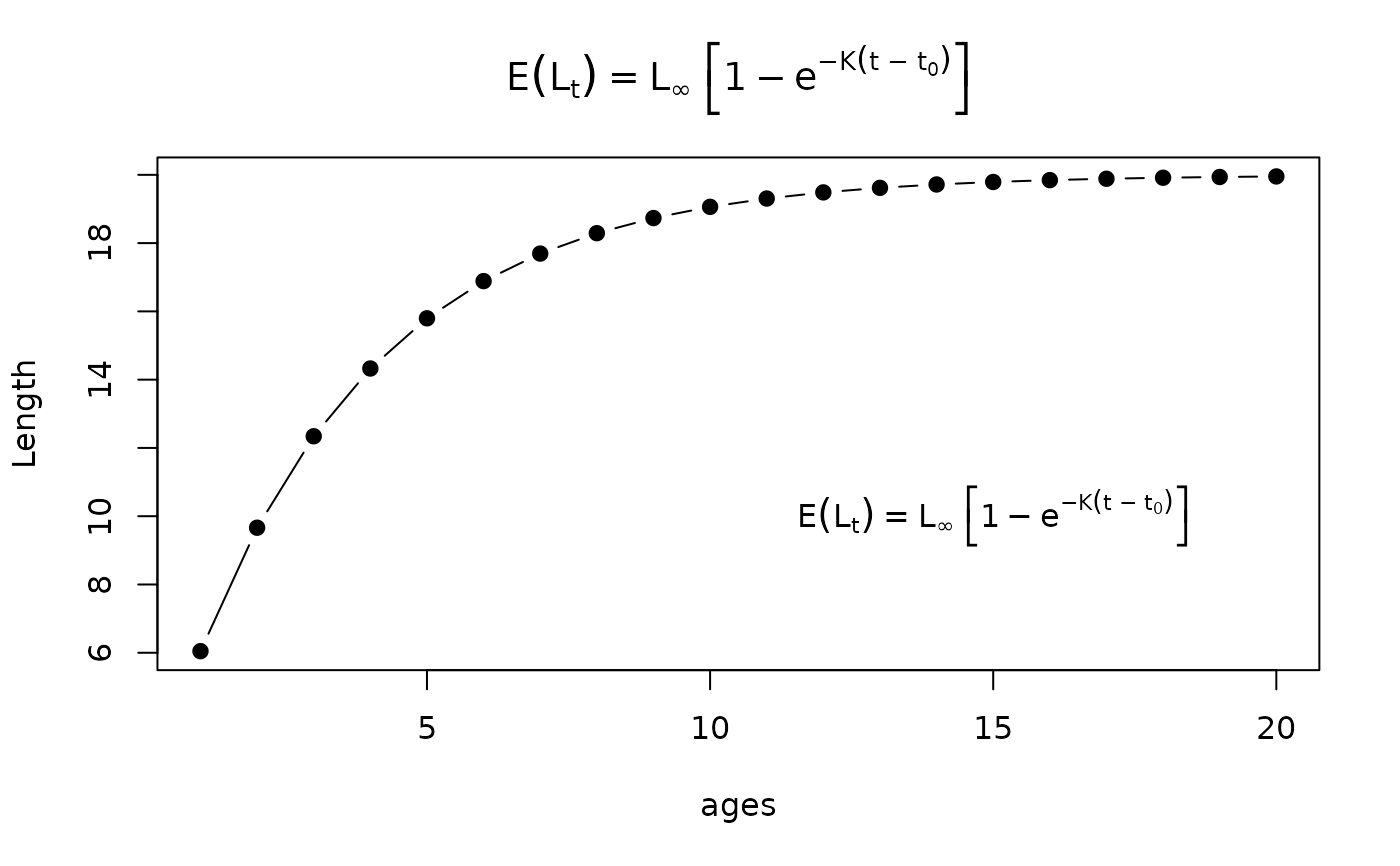 E(Lₜ) = L∞ [1 − e^−K(t − t₀)]
Length
18
14
10
8
6
E(Lₜ) = L∞ [1 − e^−K(t − t₀)]
5 10 15 20
ages